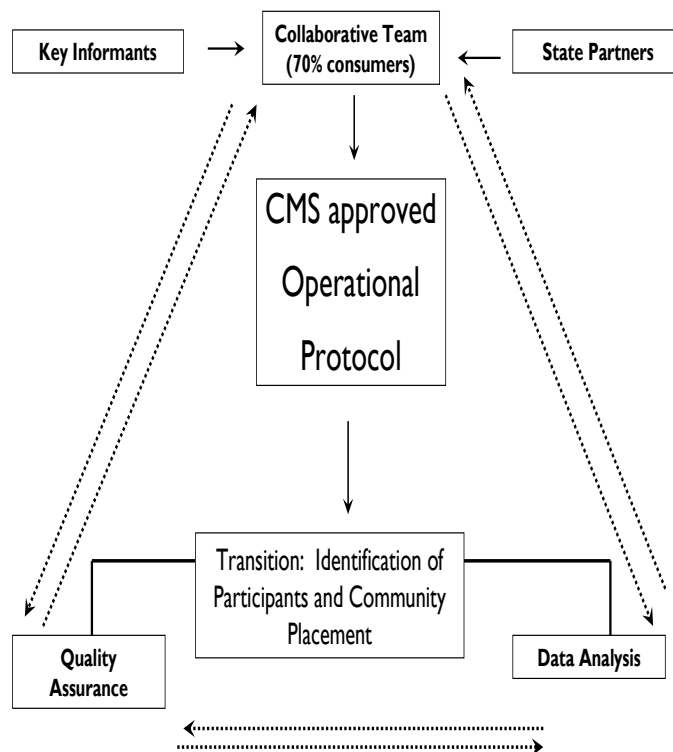 Key Informants
Collaborative Team
(70% consumers)
State Partners
CMS approved
Operational
Protocol
Transition: Identification of
Participants and Community
Placement
Quality
Assurance
Data Analysis